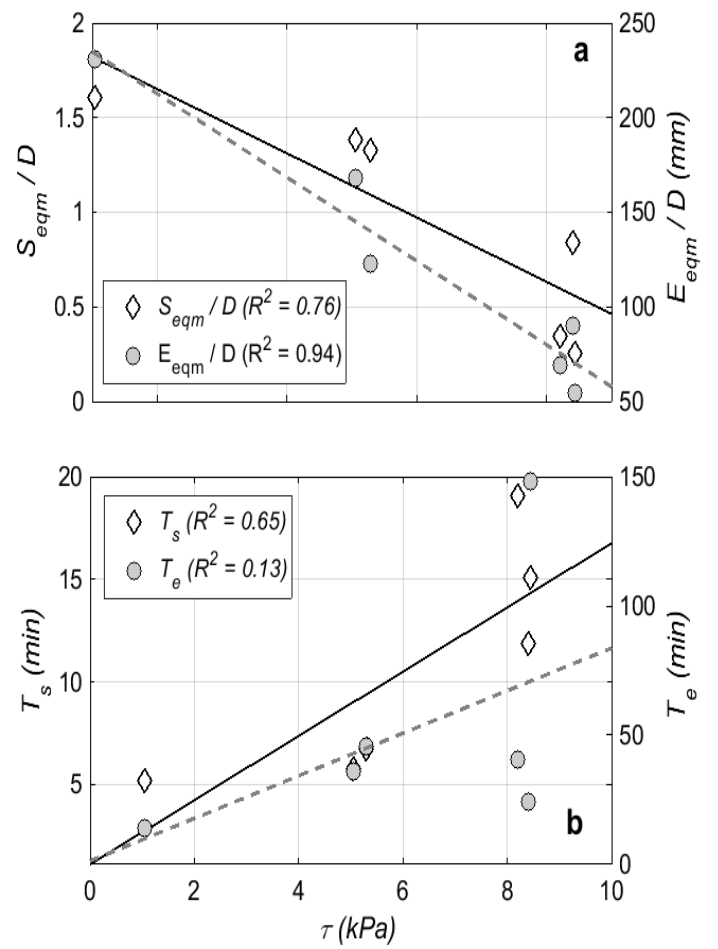 a
2
1.5
1
0.5
0
S_eqm / D
250
200
150
100
50
E_eqm / D (mm)
S_eqm / D (R² = 0.76)
E_eqm / D (R² = 0.94)
20
15
10
5
T_s (min)
150
100
50
0
T_e (min)
T_s (R² = 0.65)
T_e (R² = 0.13)
b
0 2 4 6 8 10
τ (kPa)